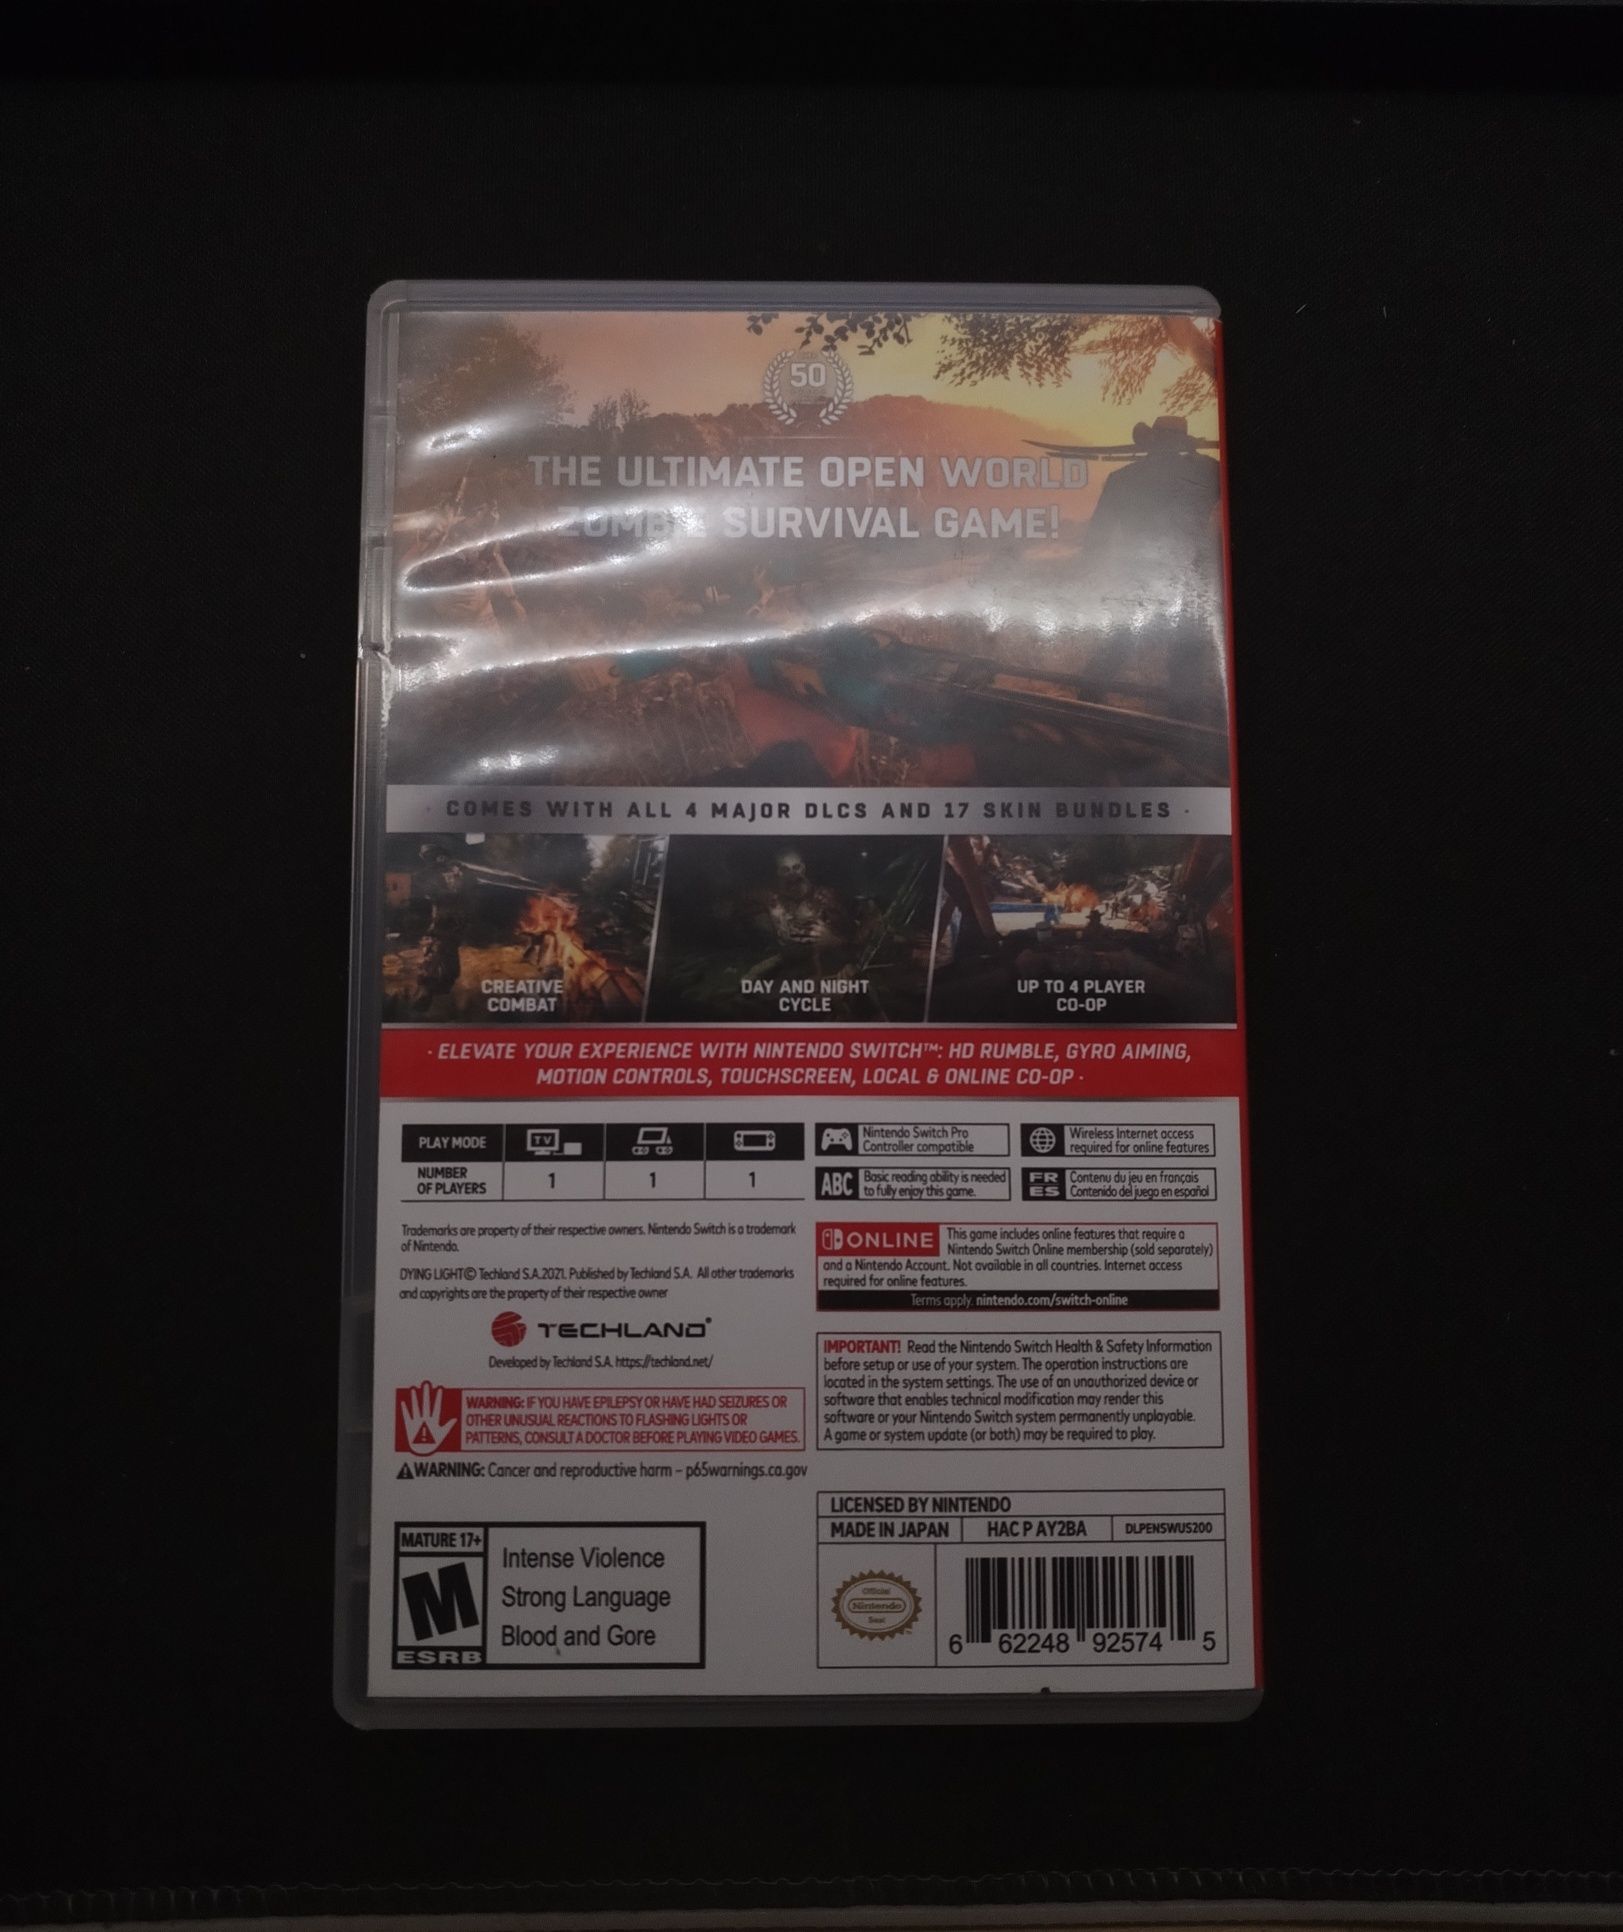 50
THE ULTIMATE OPEN WORLD
ZOMBIE SURVIVAL GAME!
· COMES WITH ALL 4 MAJOR DLCS AND 17 SKIN BUNDLES ·
CREATIVE
COMBAT
DAY AND NIGHT
CYCLE
UP TO 4 PLAYER
CO-OP
· ELEVATE YOUR EXPERIENCE WITH NINTENDO SWITCH™: HD RUMBLE, GYRO AIMING,
MOTION CONTROLS, TOUCHSCREEN, LOCAL & ONLINE CO-OP ·
PLAY MODE
TV
NUMBER
OF PLAYERS
1
1
1
Nintendo Switch Pro
Controller compatible
Wireless Internet access
required for online features
ABC
Basic reading ability is needed
to fully enjoy this game.
FR
ES
Contenu du jeu en français
Contenido del juego en español
Trademarks are property of their respective owners. Nintendo Switch is a trademark
of Nintendo.
DYING LIGHT© Techland S.A.2021. Published by Techland S.A. All other trademarks
and copyrights are the property of their respective owner
TECHLAND®
Developed by Techland S.A. https://techland.net/
WARNING: IF YOU HAVE EPILEPSY OR HAVE HAD SEIZURES OR
OTHER UNUSUAL REACTIONS TO FLASHING LIGHTS OR
PATTERNS, CONSULT A DOCTOR BEFORE PLAYING VIDEO GAMES.
WARNING: Cancer and reproductive harm – p65warnings.ca.gov
ONLINE
This game includes online features that require a
Nintendo Switch Online membership (sold separately)
and a Nintendo Account. Not available in all countries. Internet access
required for online features.
Terms apply. nintendo.com/switch-online
IMPORTANT! Read the Nintendo Switch Health & Safety Information
before setup or use of your system. The operation instructions are
located in the system settings. The use of an unauthorized device or
software that enables technical modification may render this
software or your Nintendo Switch system permanently unplayable.
A game or system update (or both) may be required to play.
MATURE 17+
M
ESRB
Intense Violence
Strong Language
Blood and Gore
LICENSED BY NINTENDO
MADE IN JAPAN
HAC P AY2BA
DLPENSWUS200
Official
Nintendo
Seal
6 62248 92574 5